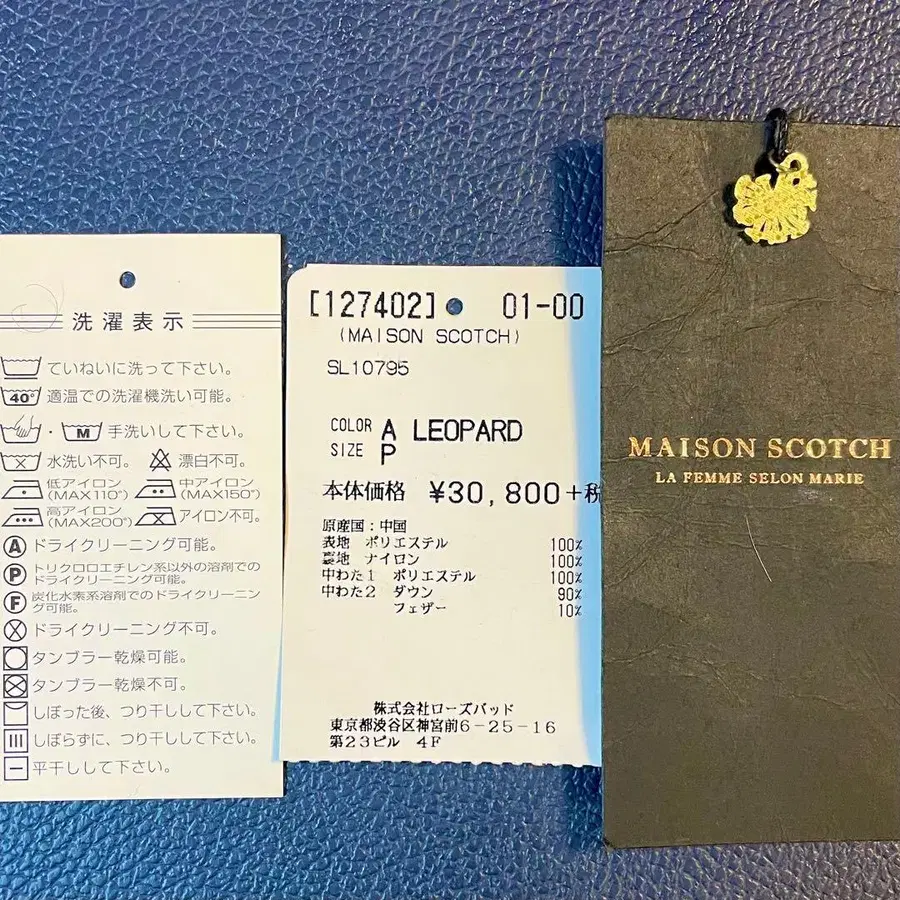 洗濯表示
ていねいに洗って下さい。
40° 適温での洗濯機洗い可能。
・ M 手洗いして下さい。
水洗い不可。 漂白不可。
低アイロン (MAX110°) 中アイロン (MAX150°)
高アイロン (MAX200°) アイロン不可。
A ドライクリーニング可能。
P トリクロロエチレン系以外の溶剤での
ドライクリーニング可能。
F 炭化水素系溶剤でのドライクリーニン
グ可能。
ドライクリーニング不可。
タンブラー乾燥可能。
タンブラー乾燥不可。
しぼった後、つり干しして下さい。
しぼらずに、つり干しして下さい。
平干しして下さい。
[127402] 01-00
(MAISON SCOTCH)
SL10795
COLOR A LEOPARD
SIZE P
本体価格 ¥30,800+税
原産国:中国
表地 ポリエステル 100%
裏地 ナイロン 100%
中わた1 ポリエステル 100%
中わた2 ダウン 90%
フェザー 10%
株式会社ローズバッド
東京都渋谷区神宮前6-25-16
第23ビル 4F
MAISON SCOTCH
LA FEMME SELON MARIE